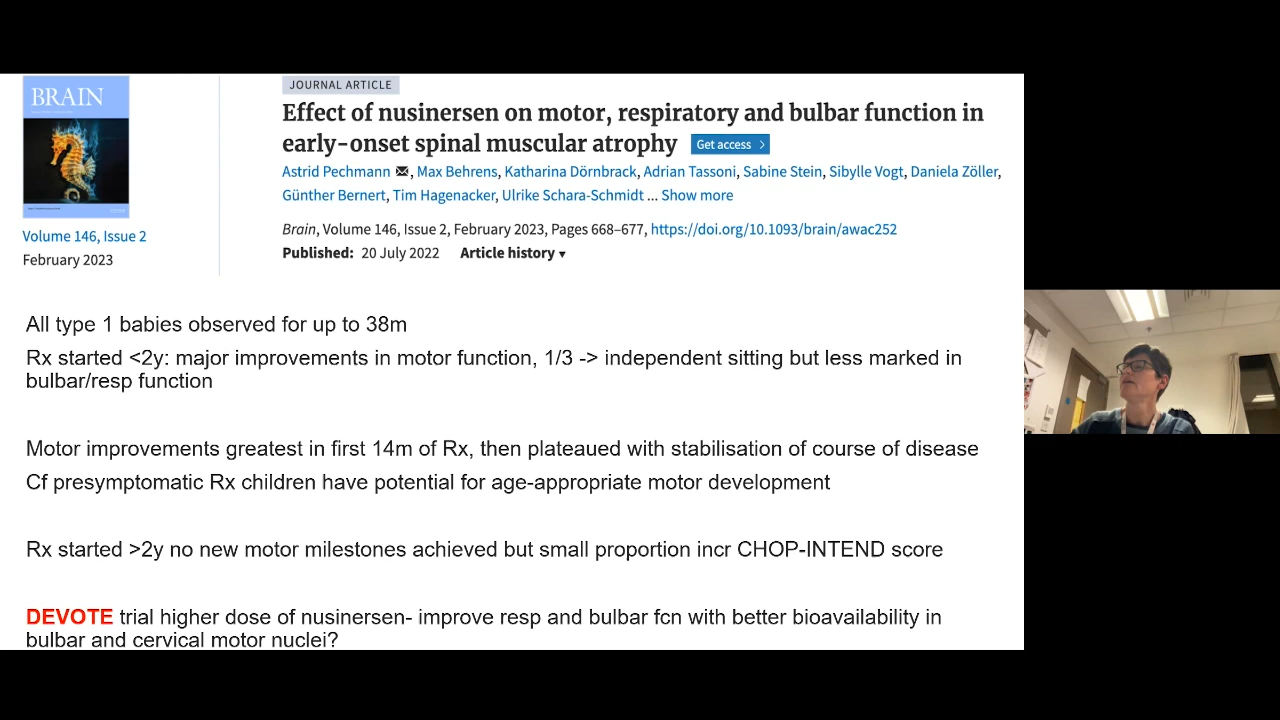 BRAIN
Volume 146, Issue 2
February 2023
JOURNAL ARTICLE
Effect of nusinersen on motor, respiratory and bulbar function in
early-onset spinal muscular atrophy Get access >
Astrid Pechmann , Max Behrens, Katharina Dörnbrack, Adrian Tassoni, Sabine Stein, Sibylle Vogt, Daniela Zöller,
Günther Bernert, Tim Hagenacker, Ulrike Schara-Schmidt ... Show more
Brain, Volume 146, Issue 2, February 2023, Pages 668–677, https://doi.org/10.1093/brain/awac252
Published: 20 July 2022 Article history ▾
All type 1 babies observed for up to 38m
Rx started <2y: major improvements in motor function, 1/3 -> independent sitting but less marked in
bulbar/resp function
Motor improvements greatest in first 14m of Rx, then plateaued with stabilisation of course of disease
Cf presymptomatic Rx children have potential for age-appropriate motor development
Rx started >2y no new motor milestones achieved but small proportion incr CHOP-INTEND score
DEVOTE trial higher dose of nusinersen- improve resp and bulbar fcn with better bioavailability in
bulbar and cervical motor nuclei?